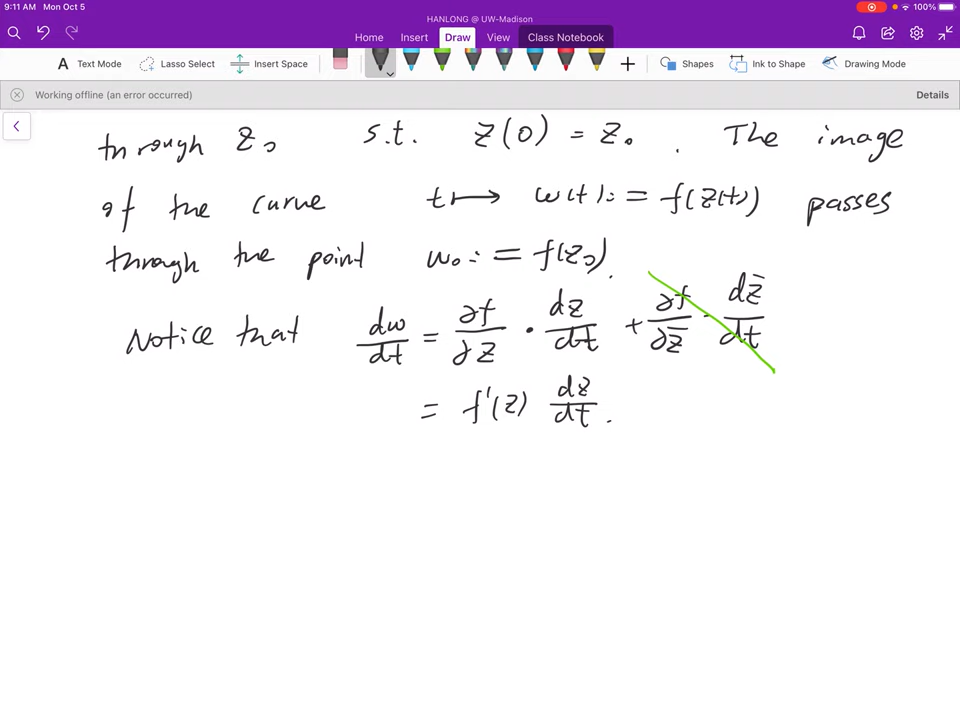 9:11 AM Mon Oct 5
100%
HANLONG @ UW-Madison
Home Insert Draw View Class Notebook
A Text Mode Lasso Select Insert Space Shapes Ink to Shape Drawing Mode
Working offline (an error occurred) Details
through z₀ s.t. z(0) = z₀. The image
of the curve t ↦ w(t) := f(z(t)) passes
through the point w₀ := f(z₀).
Notice that dw/dt = ∂f/∂z · dz/dt + ∂f/∂z̄ · dz̄/dt
= f'(z) dz/dt.